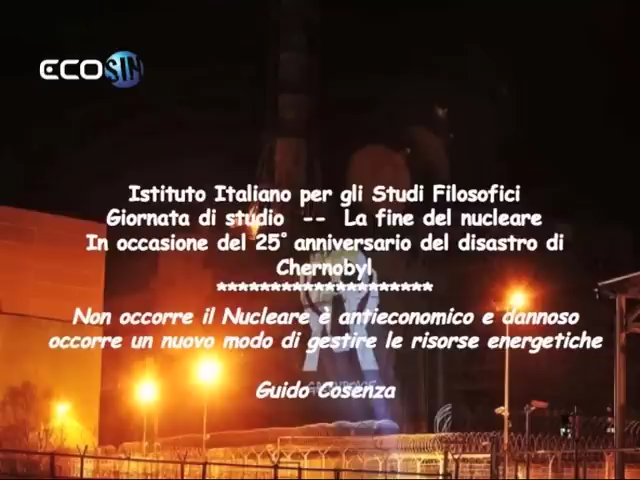 ECOSIN
Istituto Italiano per gli Studi Filosofici
Giornata di studio -- La fine del nucleare
In occasione del 25° anniversario del disastro di
Chernobyl
********************
Non occorre il Nucleare è antieconomico e dannoso
occorre un nuovo modo di gestire le risorse energetiche
GREENPEACE
Guido Cosenza